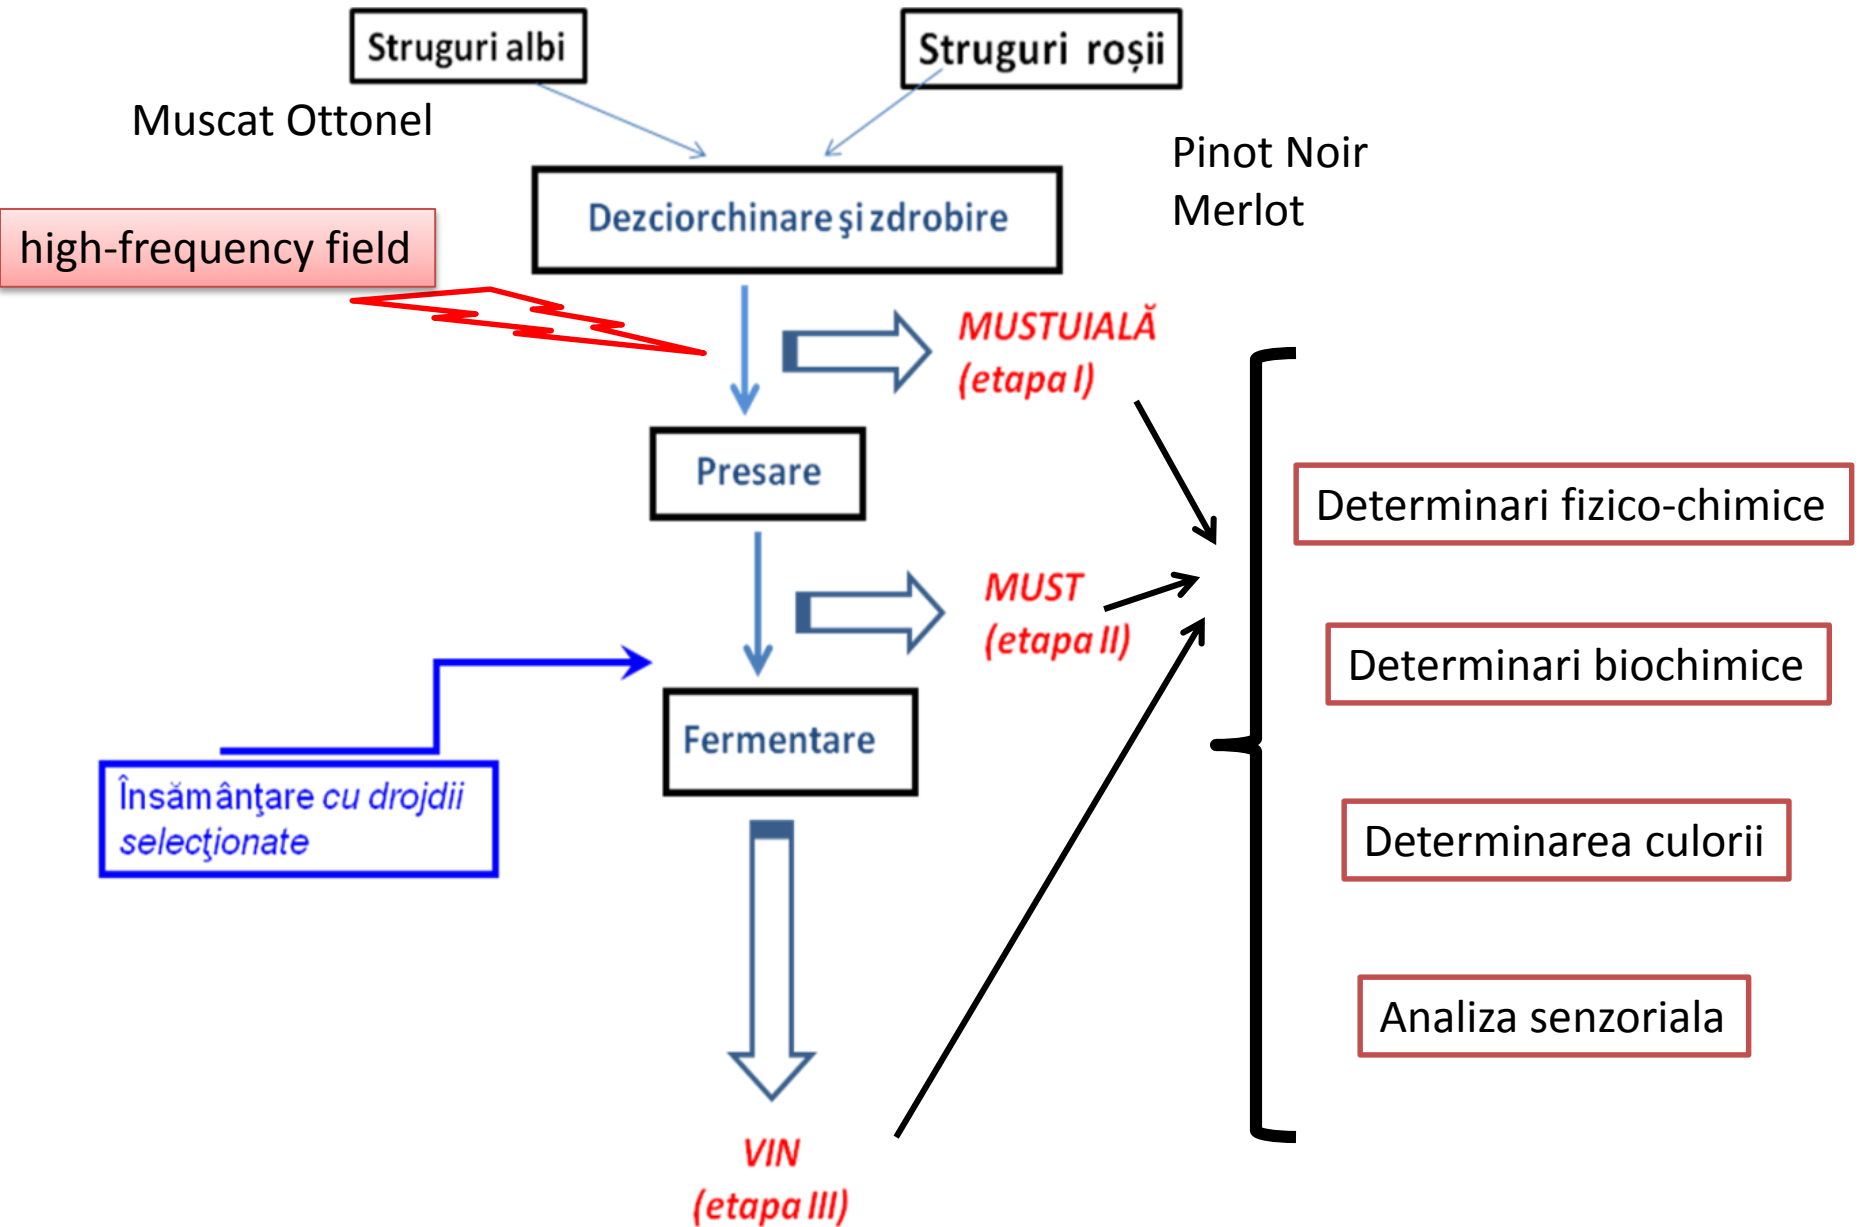 Struguri albi
Struguri roșii
Muscat Ottonel
Pinot Noir
Merlot
Dezciorchinare şi zdrobire
high-frequency field
MUSTUIALĂ
(etapa I)
Presare
Determinari fizico-chimice
MUST
(etapa II)
Determinari biochimice
Fermentare
Însămânţare cu drojdii
selecţionate
Determinarea culorii
Analiza senzoriala
VIN
(etapa III)